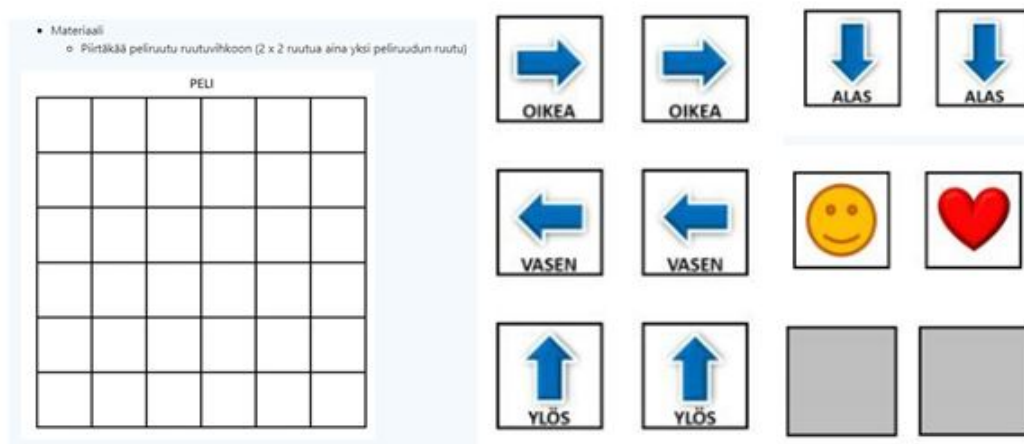 Materiaali
Piirtäkää peliruutu ruutuvihkoon (2 x 2 ruutua aina yksi peliruudun ruutu)
PELI
OIKEA
OIKEA
ALAS
ALAS
VASEN
VASEN
YLÖS
YLÖS